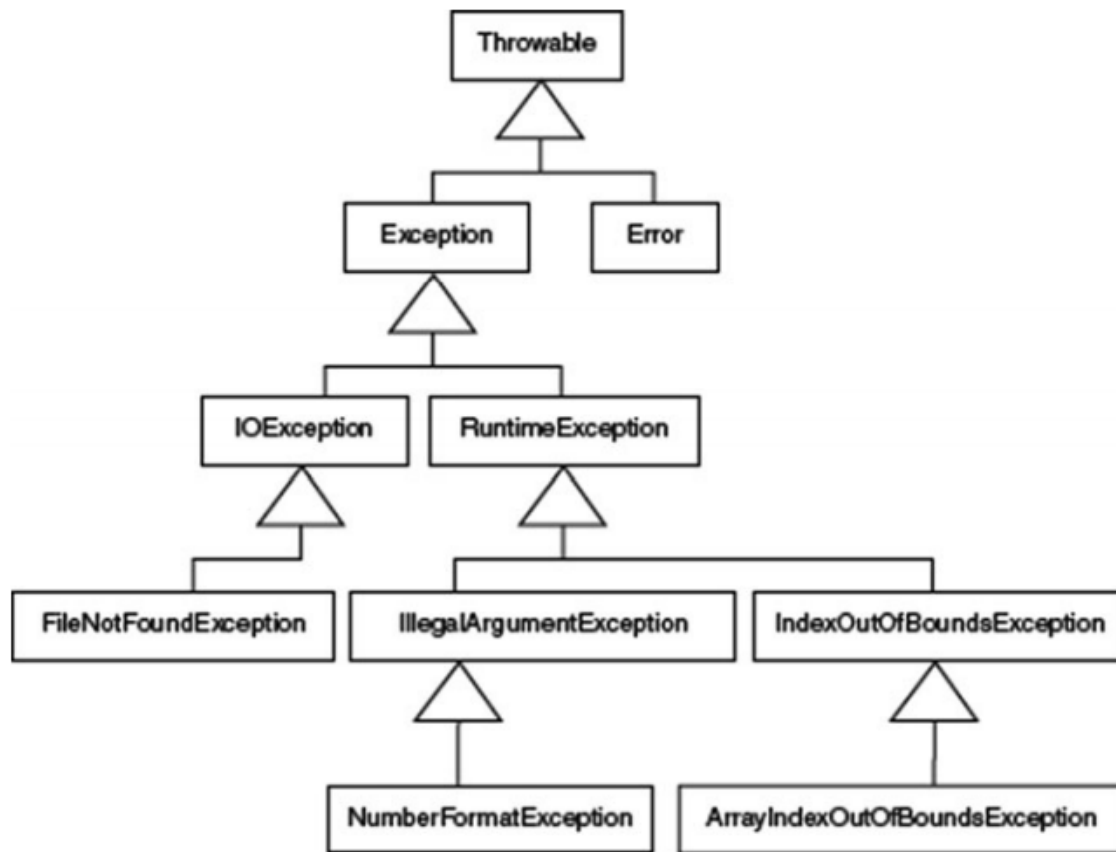 Throwable
Exception
Error
IOException
RuntimeException
FileNotFoundException
IllegalArgumentException
IndexOutOfBoundsException
NumberFormatException
ArrayIndexOutOfBoundsException